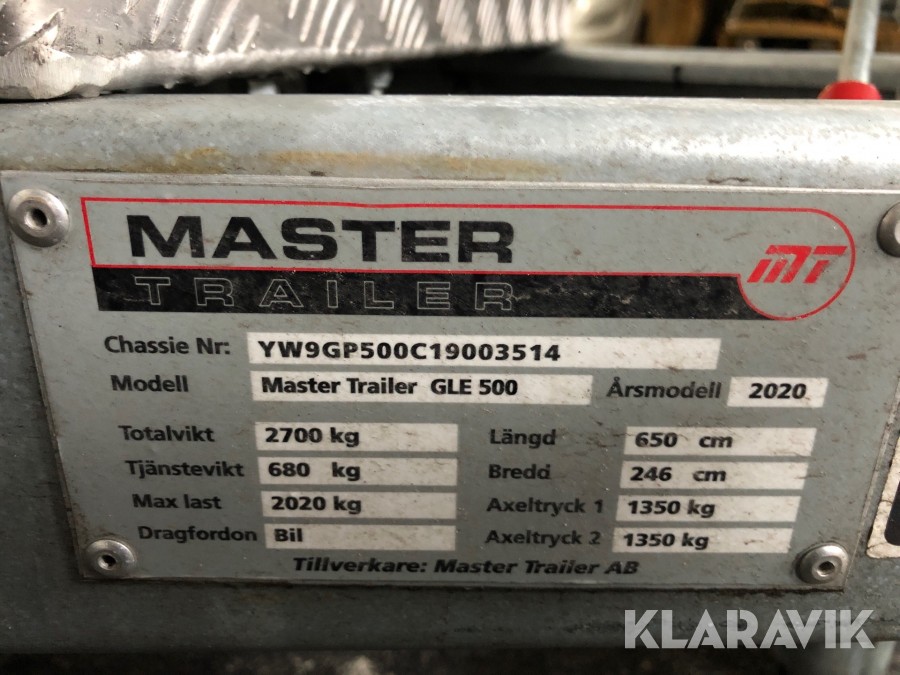 MASTER
TRAILER
MT
Chassie Nr: YW9GP500C19003514
Modell Master Trailer GLE 500 Årsmodell 2020
Totalvikt 2700 kg Längd 650 cm
Tjänstevikt 680 kg Bredd 246 cm
Max last 2020 kg Axeltryck 1 1350 kg
Dragfordon Bil Axeltryck 2 1350 kg
Tillverkare: Master Trailer AB
KLARAVIK